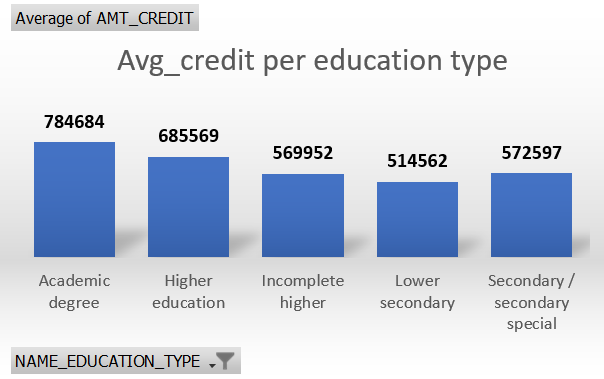 Average of AMT_CREDIT
Avg_credit per education type
784684
685569
569952
514562
572597
Academic
degree
Higher
education
Incomplete
higher
Lower
secondary
Secondary /
secondary
special
NAME_EDUCATION_TYPE